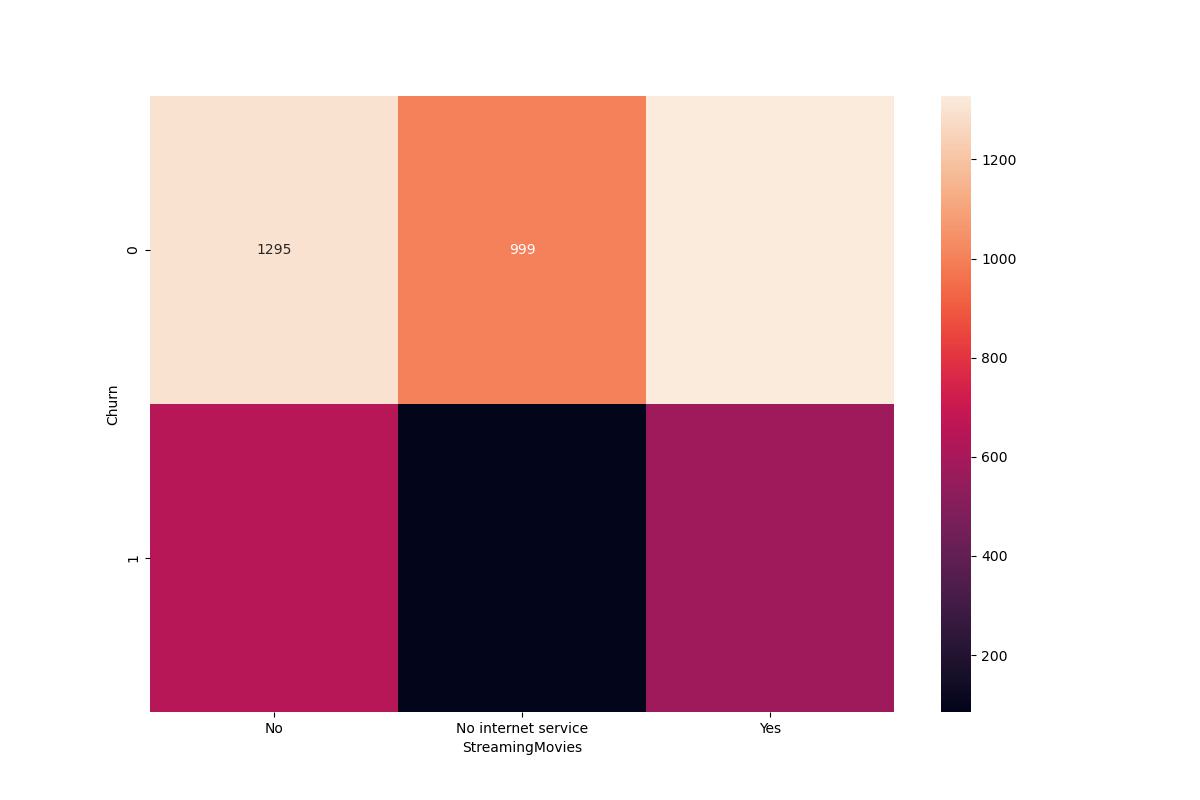 1200
1295
999
0
1000
800
Churn
600
1
400
200
No
No internet service
Yes
StreamingMovies